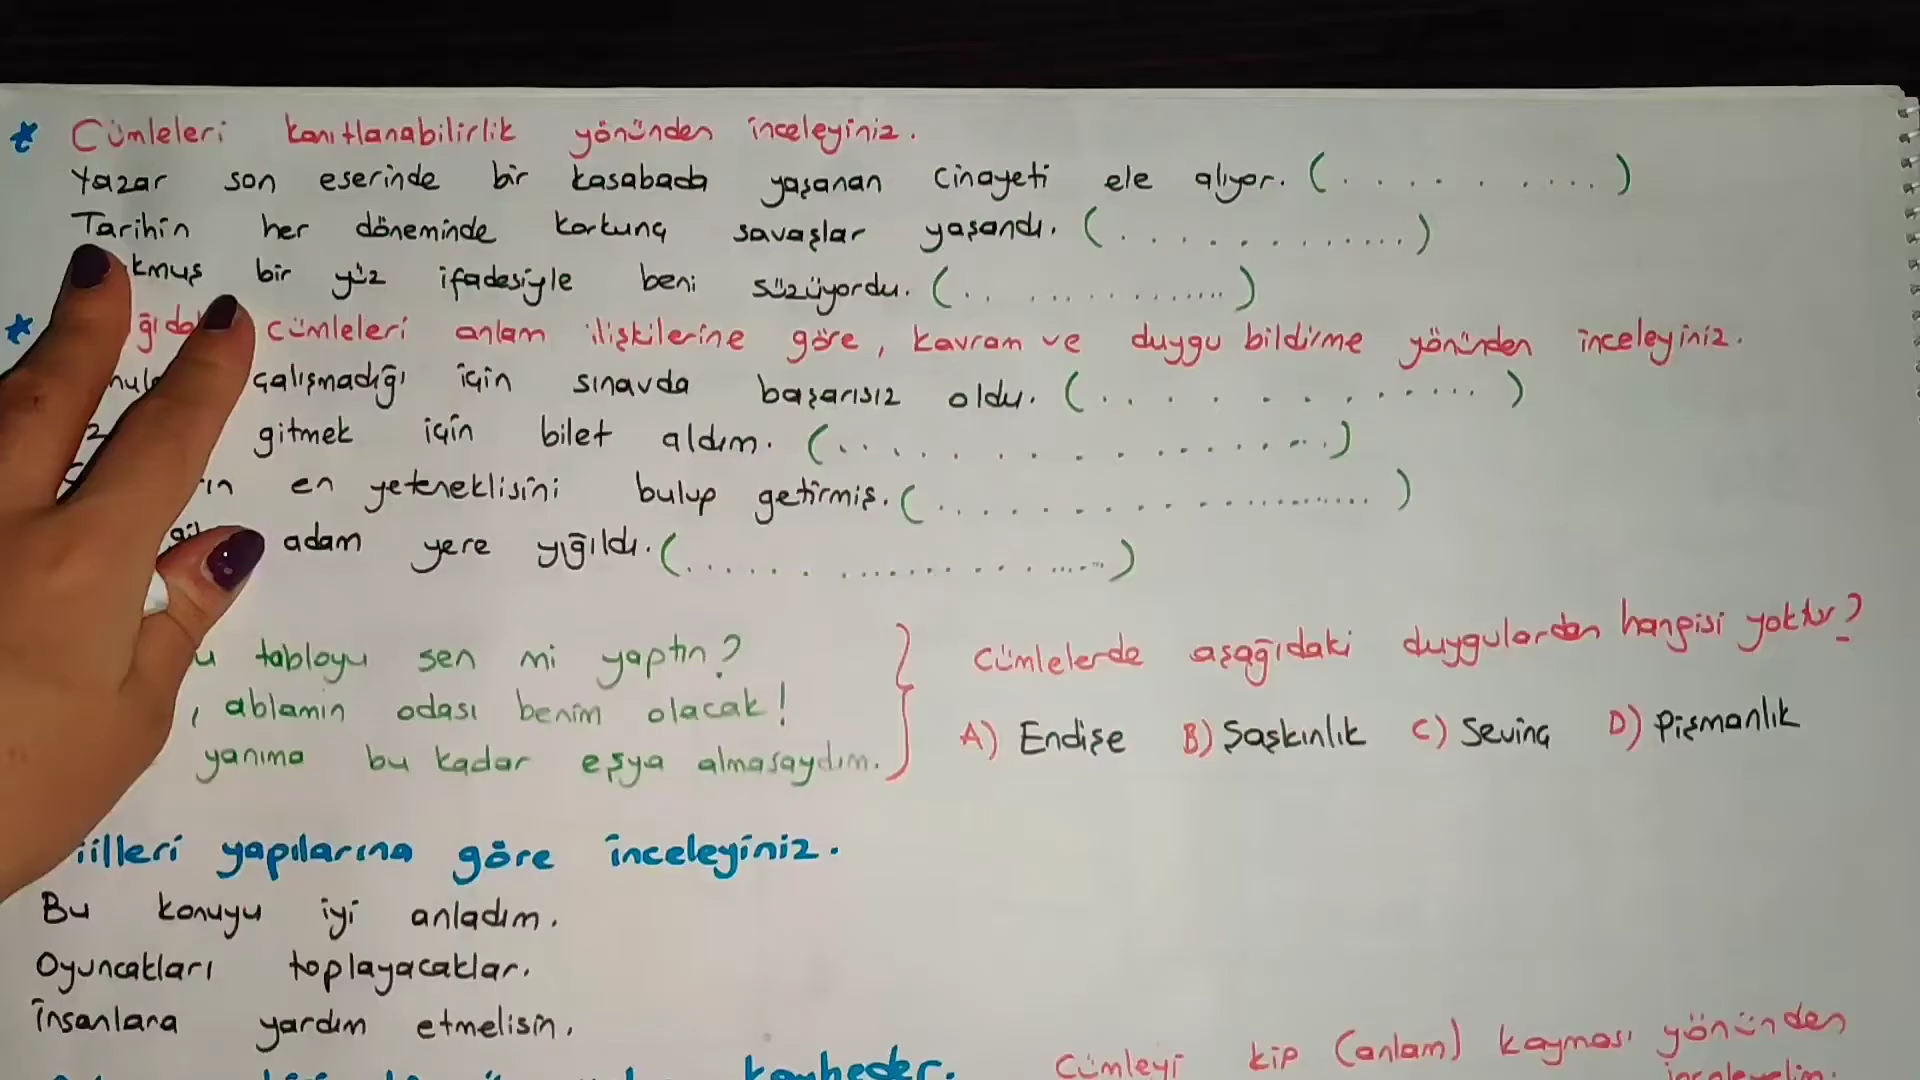 Cümleleri kanıtlanabilirlik yönünden inceleyiniz.
Yazar son eserinde bir kasabada yaşanan cinayeti ele alıyor. (..........)
Tarihin her döneminde korkunç savaşlar yaşandı. (............)
bir yüz ifadesiyle beni süzüyordu. (............)
cümleleri anlam ilişkilerine göre, kavram ve duygu bildirme yönünden inceleyiniz.
çalışmadığı için sınavda başarısız oldu. (............)
gitmek için bilet aldım. (............)
en yeteneklisini bulup getirmiş. (............)
adam yere yığıldı. (............)
tabloyu sen mi yaptın?
, ablamın odası benim olacak!
yanıma bu kadar eşya almasaydım.
Cümlelerde aşağıdaki duygulardan hangisi yoktur?
A) Endişe B) Şaşkınlık C) Sevinç D) Pişmanlık
yapılarına göre inceleyiniz.
Bu konuyu iyi anladım.
Oyuncakları toplayacaklar.
İnsanlara yardım etmelisin.
kaybeder.
Cümleyi kip (anlam) kayması yönünden